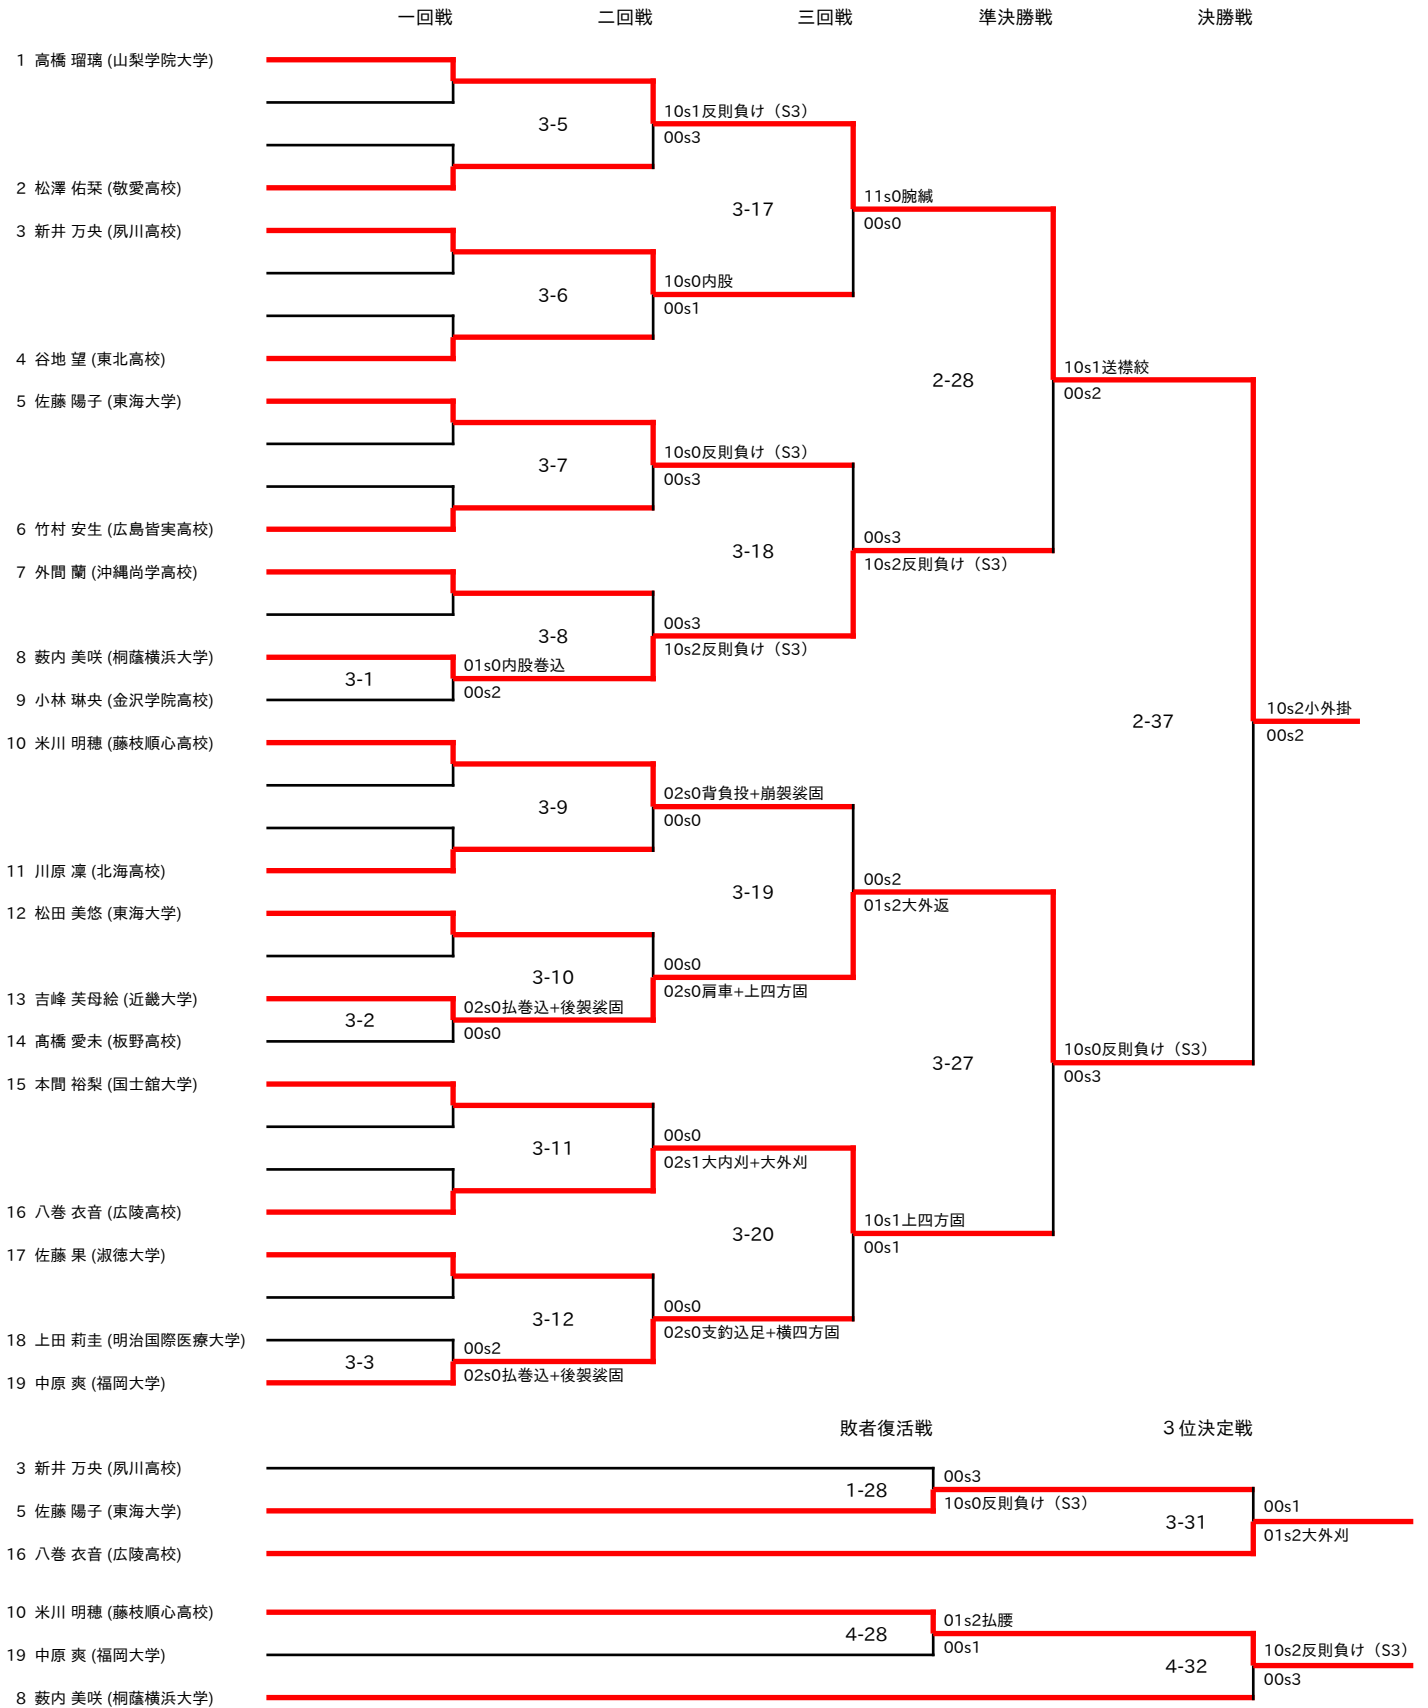 一回戦 二回戦 三回戦 準決勝戦 決勝戦
1 高橋 瑠璃 (山梨学院大学)
10s1反則負け（S3）
3-5
00s3
2 松澤 佑栞 (敬愛高校)
11s0腕緘
3-17
00s0
3 新井 万央 (夙川高校)
10s0内股
3-6
00s1
4 谷地 望 (東北高校)
10s1送襟絞
2-28
00s2
5 佐藤 陽子 (東海大学)
10s0反則負け（S3）
3-7
00s3
6 竹村 安生 (広島皆実高校)
00s3
3-18
10s2反則負け（S3）
7 外間 蘭 (沖縄尚学高校)
00s3
3-8
10s2反則負け（S3）
8 薮内 美咲 (桐蔭横浜大学)
01s0内股巻込
3-1
00s2
9 小林 琳央 (金沢学院高校)
10s2小外掛
2-37
00s2
10 米川 明穂 (藤枝順心高校)
02s0背負投+崩袈裟固
3-9
00s0
11 川原 凜 (北海高校)
00s2
3-19
01s2大外返
12 松田 美悠 (東海大学)
00s0
3-10
02s0肩車+上四方固
13 吉峰 芙母絵 (近畿大学)
02s0払巻込+後袈裟固
3-2
00s0
14 髙橋 愛未 (板野高校)
10s0反則負け（S3）
3-27
00s3
15 本間 裕梨 (国士舘大学)
00s0
3-11
02s1大内刈+大外刈
16 八巻 衣音 (広陵高校)
10s1上四方固
3-20
00s1
17 佐藤 果 (淑徳大学)
00s0
3-12
02s0支釣込足+横四方固
18 上田 莉圭 (明治国際医療大学)
00s2
3-3
02s0払巻込+後袈裟固
19 中原 爽 (福岡大学)
敗者復活戦 ３位決定戦
3 新井 万央 (夙川高校)
00s3
1-28
10s0反則負け（S3）
5 佐藤 陽子 (東海大学)
00s1
3-31
01s2大外刈
16 八巻 衣音 (広陵高校)
10 米川 明穂 (藤枝順心高校)
01s2払腰
4-28
00s1
19 中原 爽 (福岡大学)
10s2反則負け（S3）
4-32
00s3
8 薮内 美咲 (桐蔭横浜大学)